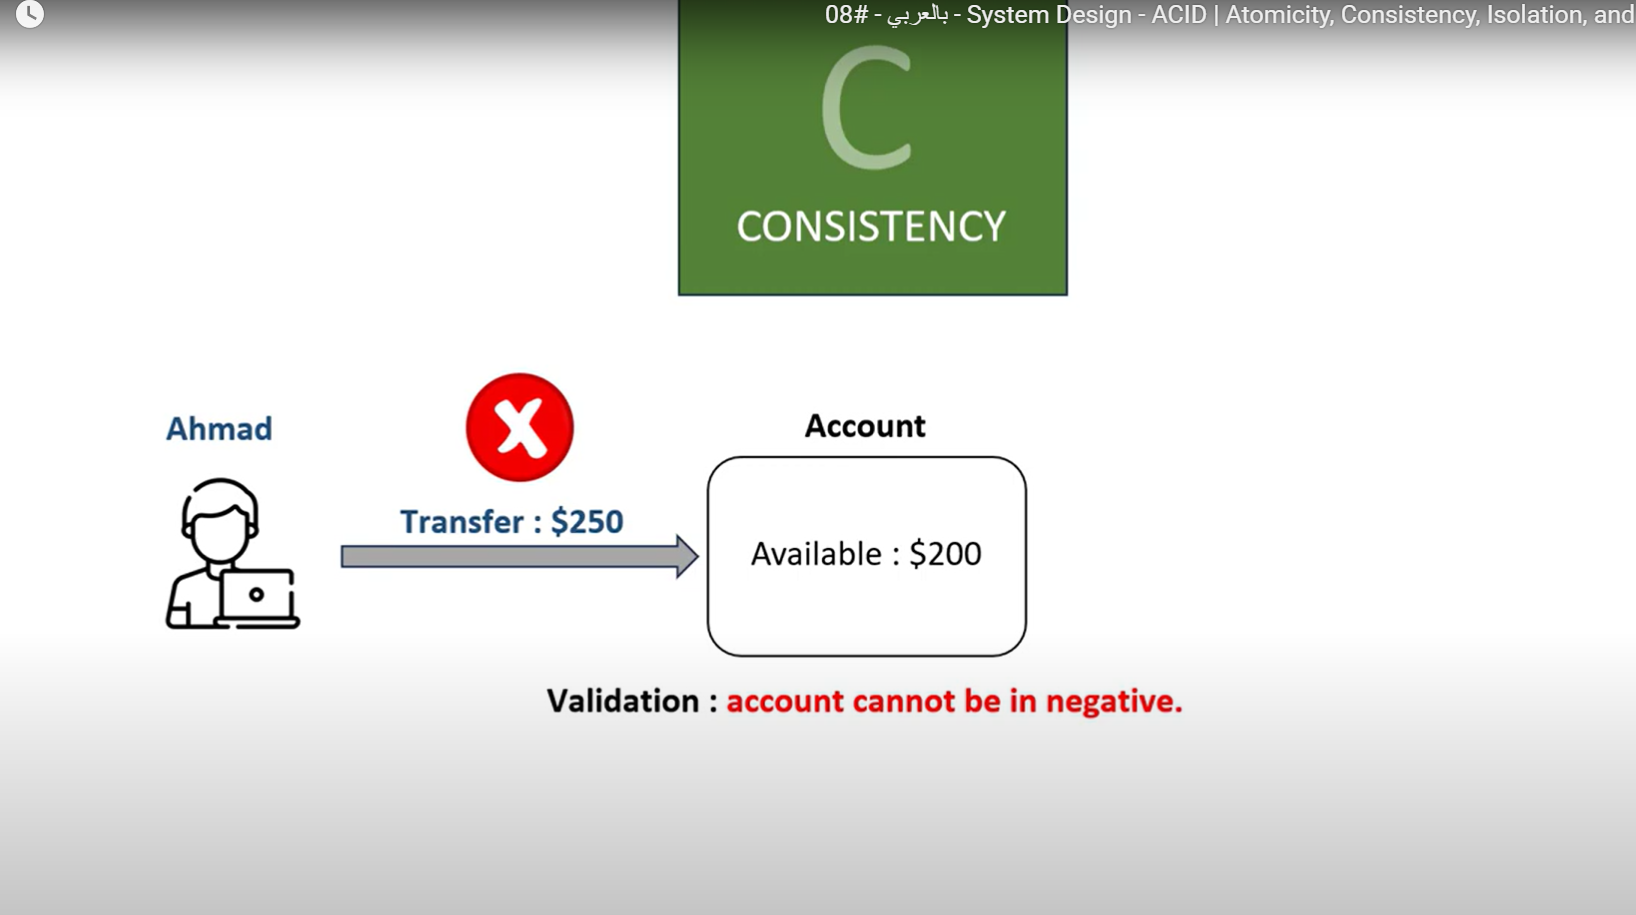 08# - بالعربي - System Design - ACID | Atomicity, Consistency, Isolation, and
C
CONSISTENCY
Ahmad
Transfer : $250
Account
Available : $200
Validation : account cannot be in negative.